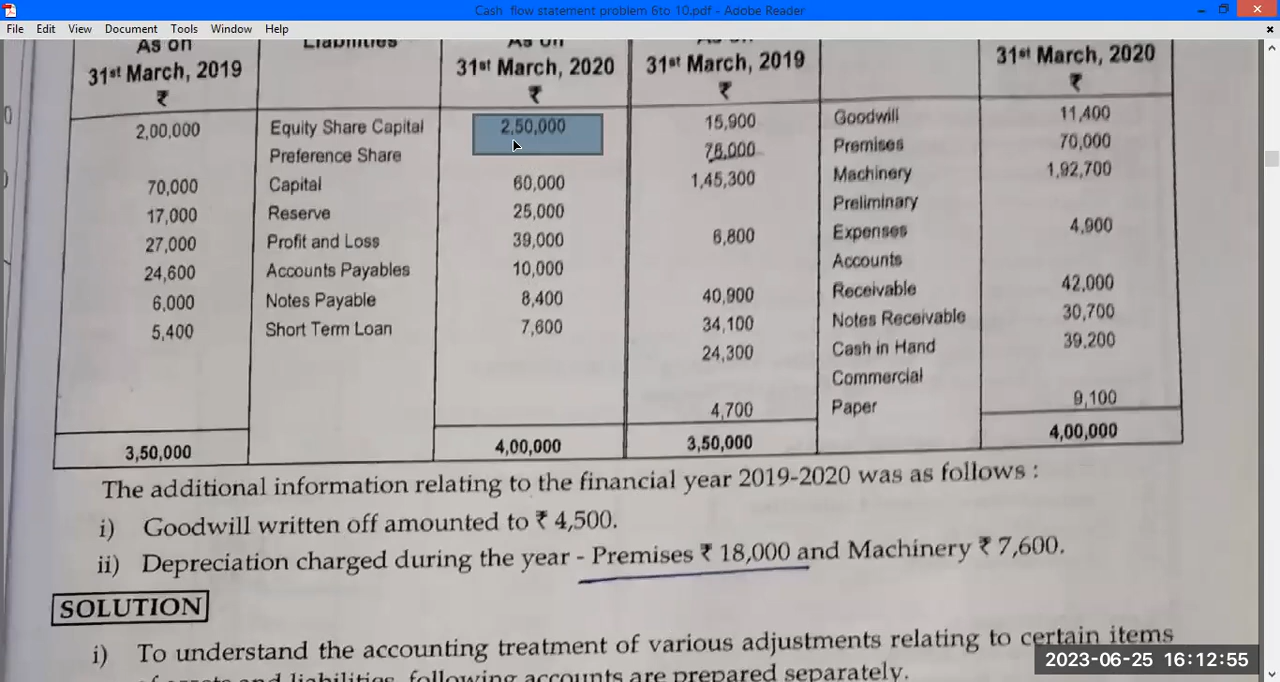 Cash flow statement problem 6to 10.pdf - Adobe Reader
File Edit View Document Tools Window Help
As on Liabilities As on As on
31st March, 2019 31st March, 2020 31st March, 2019 31st March, 2020
₹ ₹ ₹ ₹
2,00,000 Equity Share Capital 2,50,000 15,900 Goodwill 11,400
Preference Share 78,000 Premises 70,000
70,000 Capital 60,000 1,45,300 Machinery 1,92,700
17,000 Reserve 25,000 Preliminary
27,000 Profit and Loss 39,000 6,800 Expenses 4,900
24,600 Accounts Payables 10,000 Accounts
6,000 Notes Payable 8,400 40,900 Receivable 42,000
5,400 Short Term Loan 7,600 34,100 Notes Receivable 30,700
24,300 Cash in Hand 39,200
Commercial
4,700 Paper 9,100
3,50,000 4,00,000 3,50,000 4,00,000
The additional information relating to the financial year 2019-2020 was as follows :
i) Goodwill written off amounted to ₹ 4,500.
ii) Depreciation charged during the year - Premises ₹ 18,000 and Machinery ₹ 7,600.
SOLUTION
i) To understand the accounting treatment of various adjustments relating to certain items
of assets and liabilities, following accounts are prepared separately.
2023-06-25 16:12:55